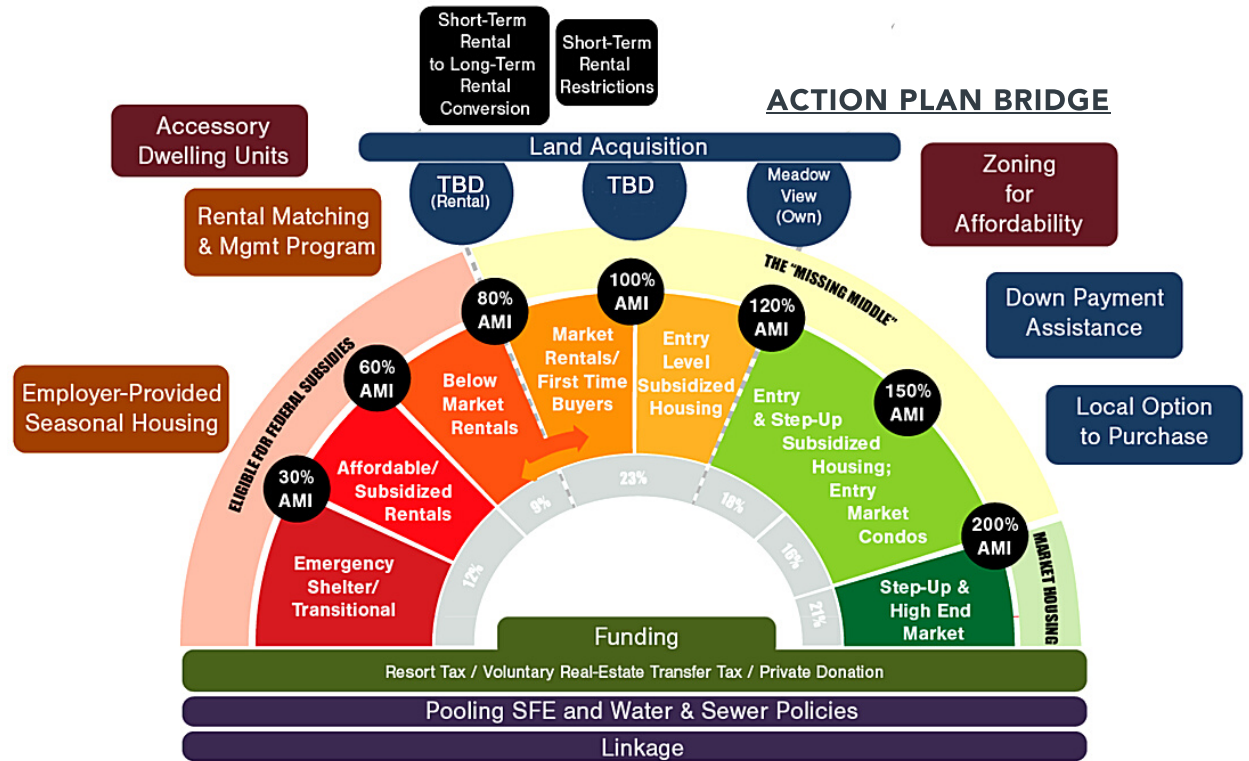 Short-Term
Rental
to Long-Term
Rental
Conversion
Short-Term
Rental
Restrictions
ACTION PLAN BRIDGE
Accessory
Dwelling Units
Land Acquisition
Zoning
for
Affordability
TBD
(Rental)
TBD
Meadow
View
(Own)
Rental Matching
& Mgmt Program
THE "MISSING MIDDLE"
Down Payment
Assistance
Employer-Provided
Seasonal Housing
Local Option
to Purchase
ELIGIBLE FOR FEDERAL SUBSIDIES
MARKET HOUSING
30%
AMI
60%
AMI
80%
AMI
100%
AMI
120%
AMI
150%
AMI
200%
AMI
Emergency
Shelter/
Transitional
Affordable/
Subsidized
Rentals
Below
Market
Rentals
Market
Rentals/
First Time
Buyers
Entry
Level
Subsidized
Housing
Entry
& Step-Up
Subsidized
Housing;
Entry
Market
Condos
Step-Up &
High End
Market
12%
9%
23%
18%
16%
21%
Funding
Resort Tax / Voluntary Real-Estate Transfer Tax / Private Donation
Pooling SFE and Water & Sewer Policies
Linkage